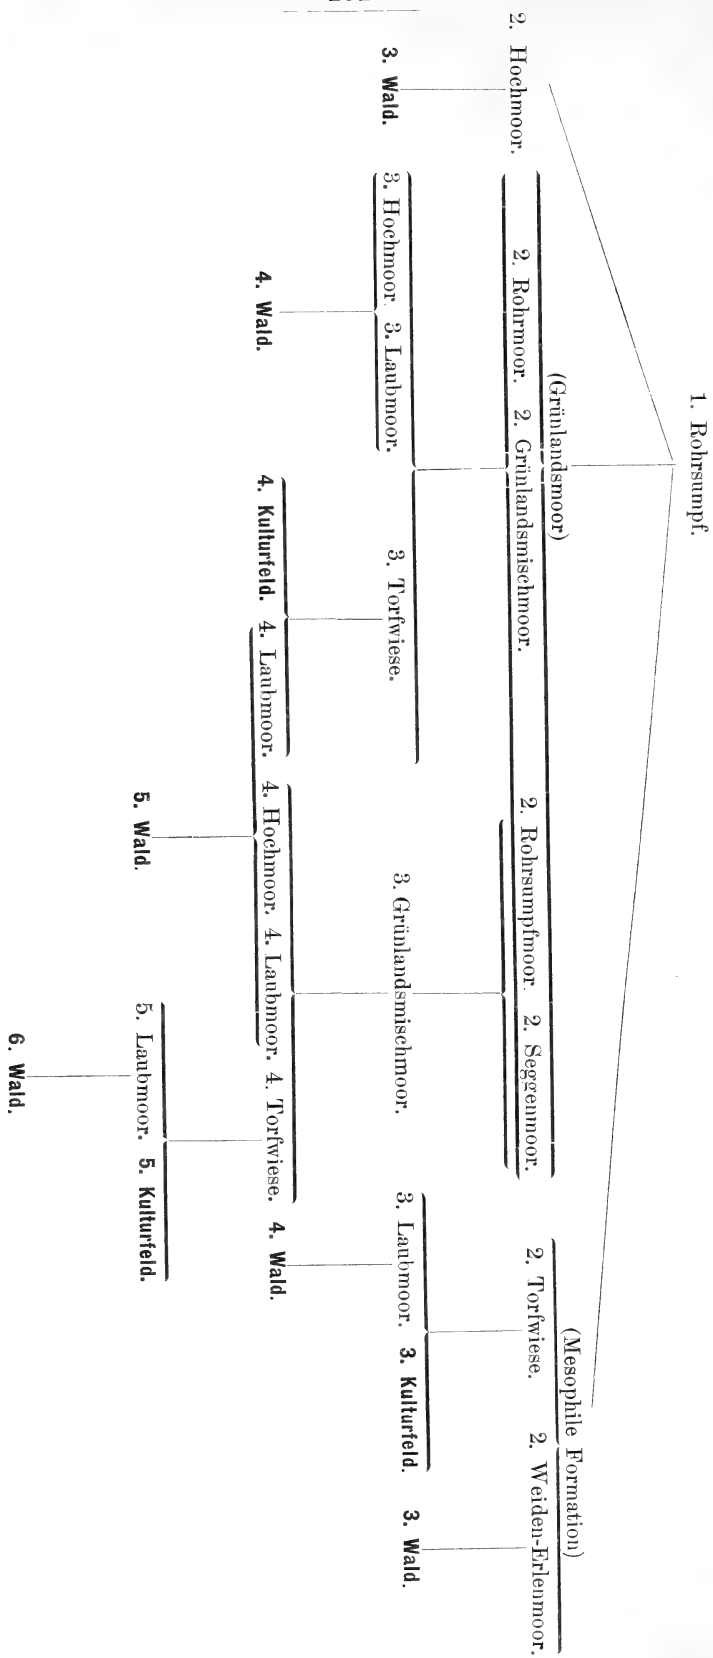 1. Rohrsumpf.
(Grünlandsmoor) (Mesophile Formation)
2. Hochmoor. 2. Rohrmoor. 2. Grünlandsmischmoor. 2. Rohrsumpfmoor. 2. Seggenmoor. 2. Torfwiese. 2. Weiden-Erlenmoor.
3. Wald. 3. Hochmoor. 3. Laubmoor. 3. Torfwiese. 3. Grünlandsmischmoor. 3. Laubmoor. 3. Kulturfeld. 3. Wald.
4. Wald. 4. Kulturfeld. 4. Laubmoor. 4. Hochmoor. 4. Laubmoor. 4. Torfwiese. 4. Wald.
5. Wald. 5. Laubmoor. 5. Kulturfeld.
6. Wald.